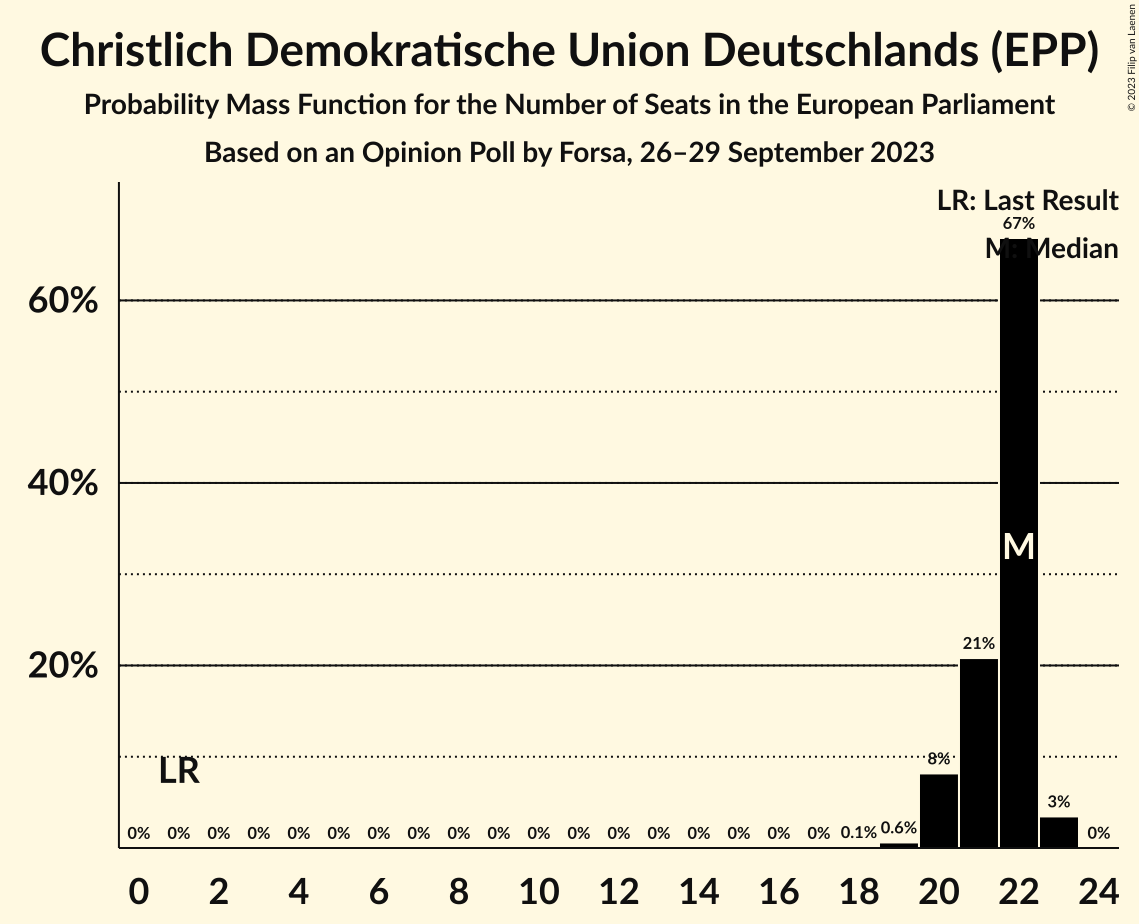 Christlich Demokratische Union Deutschlands (EPP)
Probability Mass Function for the Number of Seats in the European Parliament
Based on an Opinion Poll by Forsa, 26–29 September 2023
© 2023 Filip van Laenen
LR: Last Result
67%
M: Median
60%
40%
M
21%
20%
LR
8%
3%
0% 0% 0% 0% 0% 0% 0% 0% 0% 0% 0% 0% 0% 0% 0% 0% 0% 0% 0.1% 0.6% 0%
0 2 4 6 8 10 12 14 16 18 20 22 24